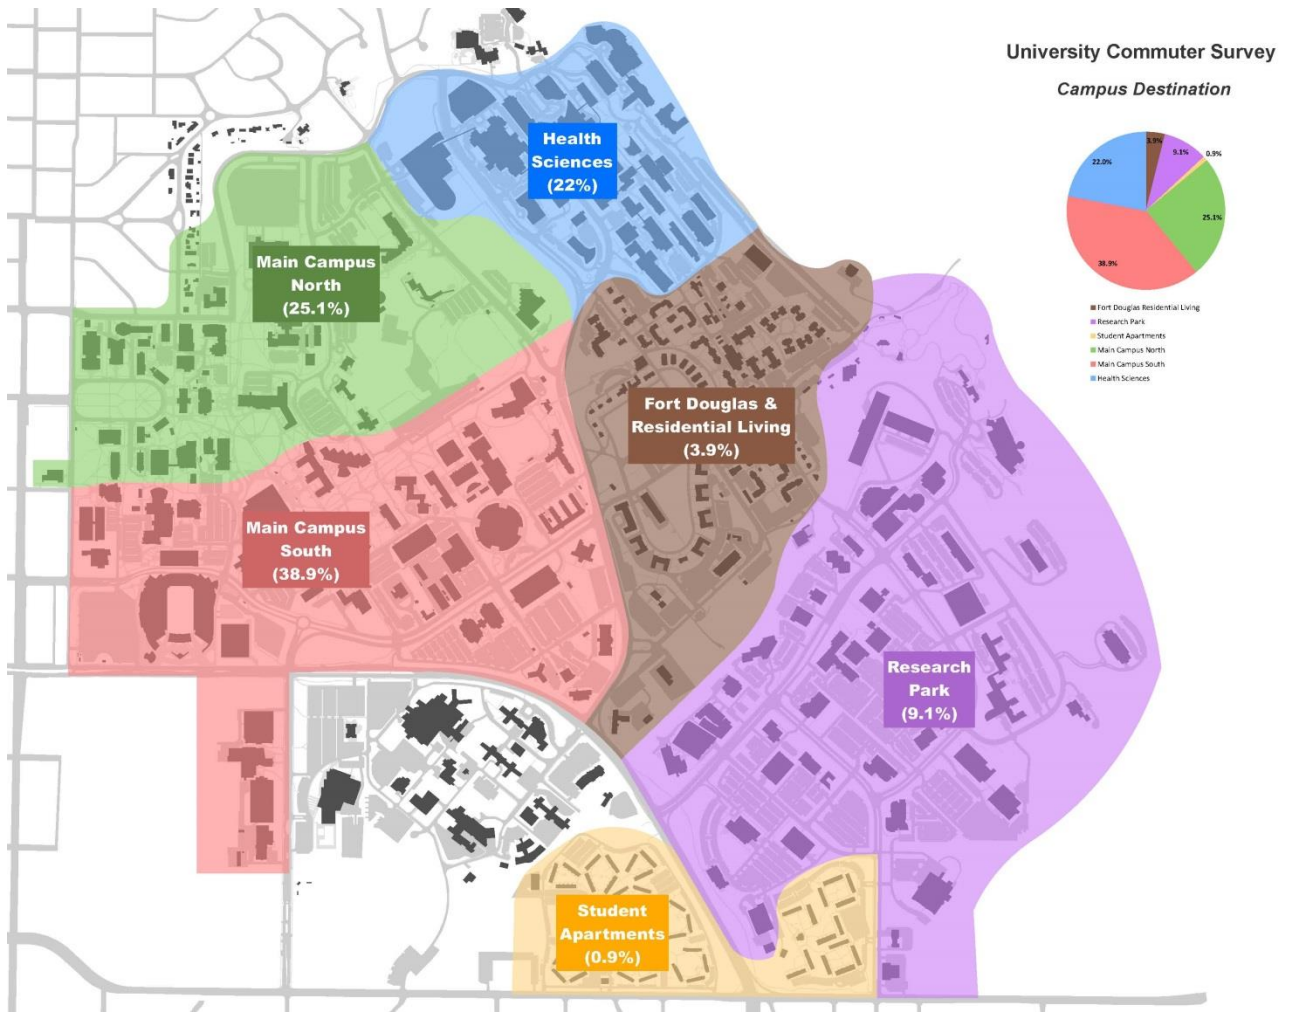 University Commuter Survey
Campus Destination
3.9%
9.1%
0.9%
22.0%
25.1%
38.9%
Fort Douglas Residential Living
Research Park
Student Apartments
Main Campus North
Main Campus South
Health Sciences
Health
Sciences
(22%)
Main Campus
North
(25.1%)
Fort Douglas &
Residential Living
(3.9%)
Main Campus
South
(38.9%)
Research
Park
(9.1%)
Student
Apartments
(0.9%)